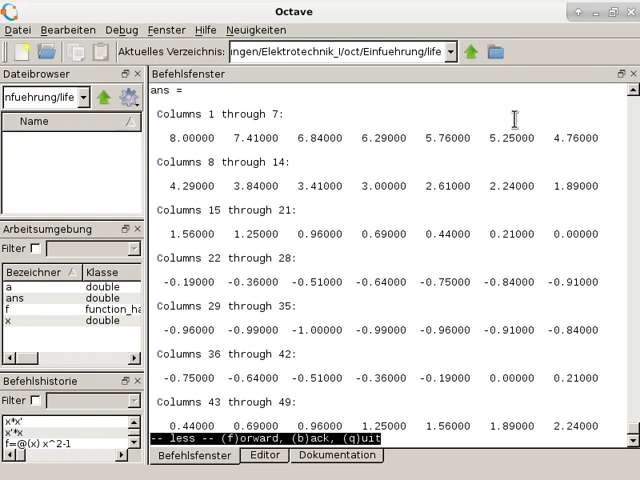 Octave
Datei Bearbeiten Debug Fenster Hilfe Neuigkeiten
Aktuelles Verzeichnis: ıngen/Elektrotechnik_I/oct/Einfuehrung/life
Dateibrowser
nfuehrung/life
Name
Arbeitsumgebung
Filter
Bezeichner Klasse
a double
ans double
f function_ha
x double
Befehlshistorie
Filter
x*x'
x'*x
f=@(x) x^2-1
Befehlsfenster
ans =
Columns 1 through 7:
8.00000 7.41000 6.84000 6.29000 5.76000 5.25000 4.76000
Columns 8 through 14:
4.29000 3.84000 3.41000 3.00000 2.61000 2.24000 1.89000
Columns 15 through 21:
1.56000 1.25000 0.96000 0.69000 0.44000 0.21000 0.00000
Columns 22 through 28:
-0.19000 -0.36000 -0.51000 -0.64000 -0.75000 -0.84000 -0.91000
Columns 29 through 35:
-0.96000 -0.99000 -1.00000 -0.99000 -0.96000 -0.91000 -0.84000
Columns 36 through 42:
-0.75000 -0.64000 -0.51000 -0.36000 -0.19000 0.00000 0.21000
Columns 43 through 49:
0.44000 0.69000 0.96000 1.25000 1.56000 1.89000 2.24000
-- less -- (f)orward, (b)ack, (q)uit
Befehlsfenster Editor Dokumentation